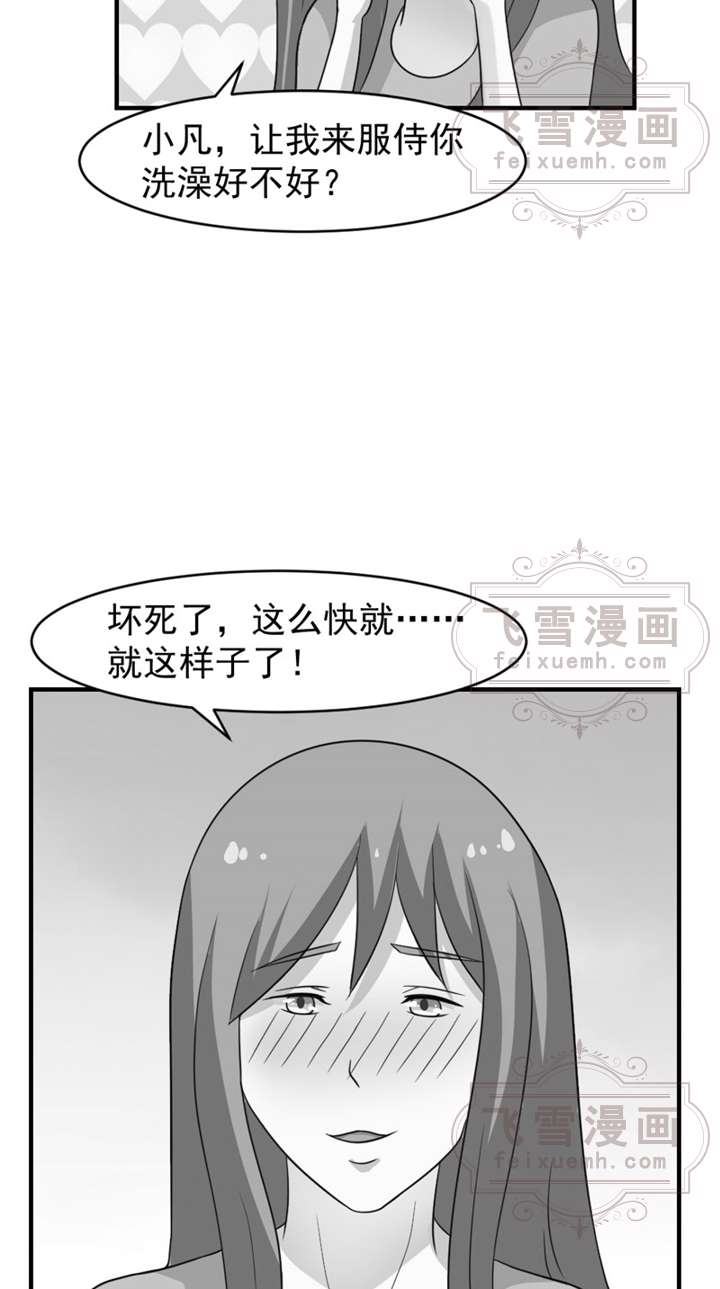 小凡，让我来服侍你
洗澡好不好？
飞雪漫画
feixuemh.com
坏死了，这么快就……
就这样子了！
飞雪漫画
feixuemh.com
飞雪漫画
feixuemh.com